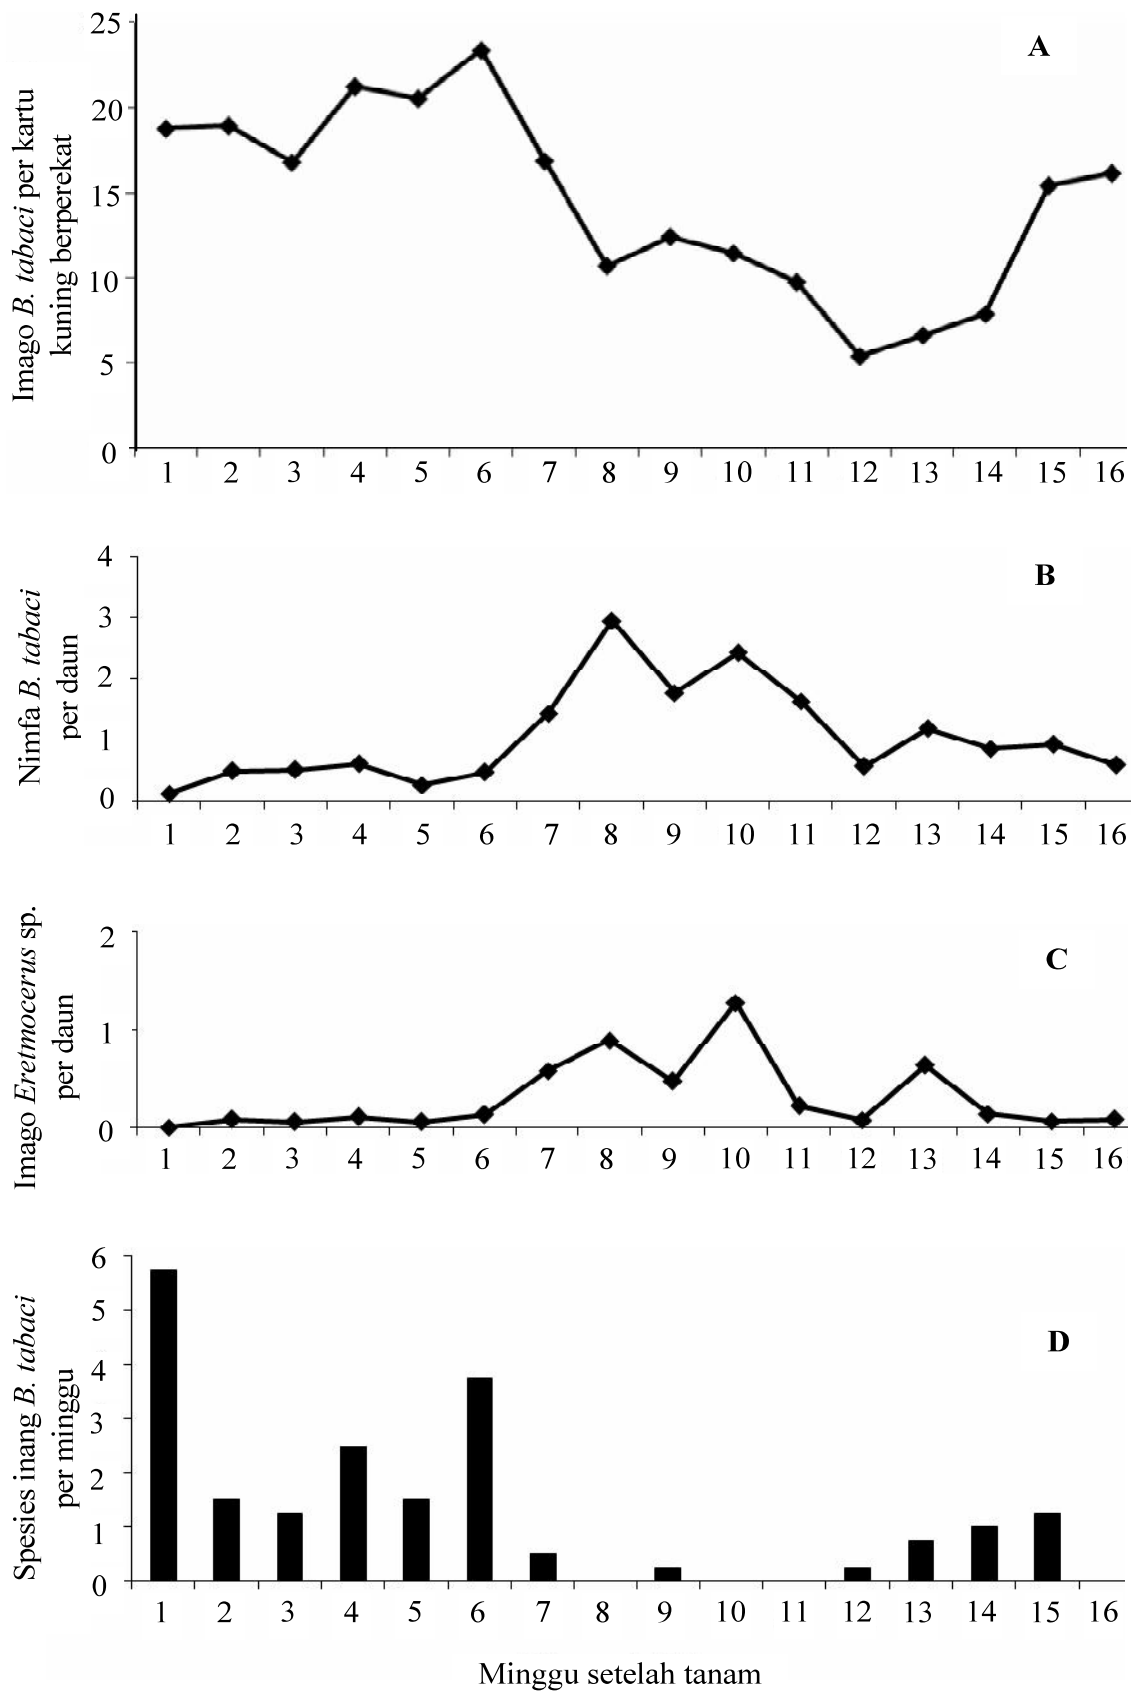 A
Imago B. tabaci per kartu
kuning berperekat
25
20
15
10
5
0
1 2 3 4 5 6 7 8 9 10 11 12 13 14 15 16
B
Nimfa B. tabaci
per daun
4
3
2
1
0
1 2 3 4 5 6 7 8 9 10 11 12 13 14 15 16
C
Imago Eretmocerus sp.
per daun
2
1
0
1 2 3 4 5 6 7 8 9 10 11 12 13 14 15 16
D
Spesies inang B. tabaci
per minggu
6
5
4
3
2
1
0
1 2 3 4 5 6 7 8 9 10 11 12 13 14 15 16
Minggu setelah tanam